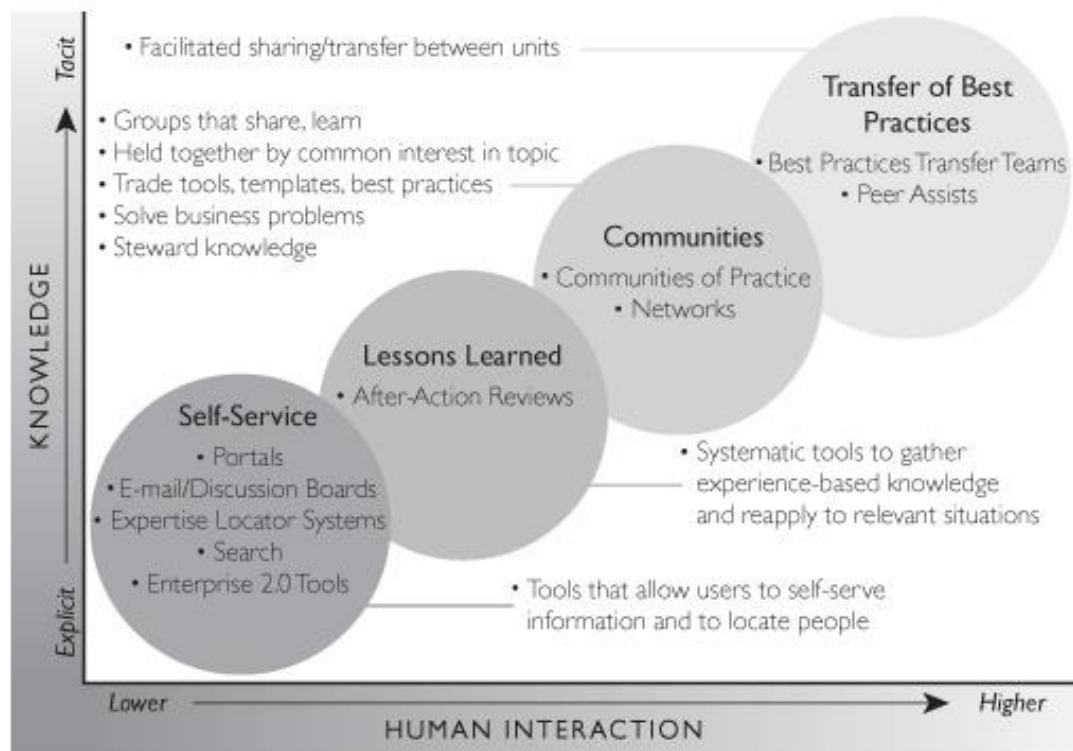 Tacit
• Facilitated sharing/transfer between units
Transfer of Best
Practices
• Best Practices Transfer Teams
• Peer Assists
• Groups that share, learn
• Held together by common interest in topic
• Trade tools, templates, best practices
• Solve business problems
• Steward knowledge
Communities
• Communities of Practice
• Networks
KNOWLEDGE
Lessons Learned
• After-Action Reviews
Self-Service
• Portals
• E-mail/Discussion Boards
• Expertise Locator Systems
• Search
• Enterprise 2.0 Tools
• Systematic tools to gather
experience-based knowledge
and reapply to relevant situations
• Tools that allow users to self-serve
information and to locate people
Explicit
Lower
Higher
HUMAN INTERACTION